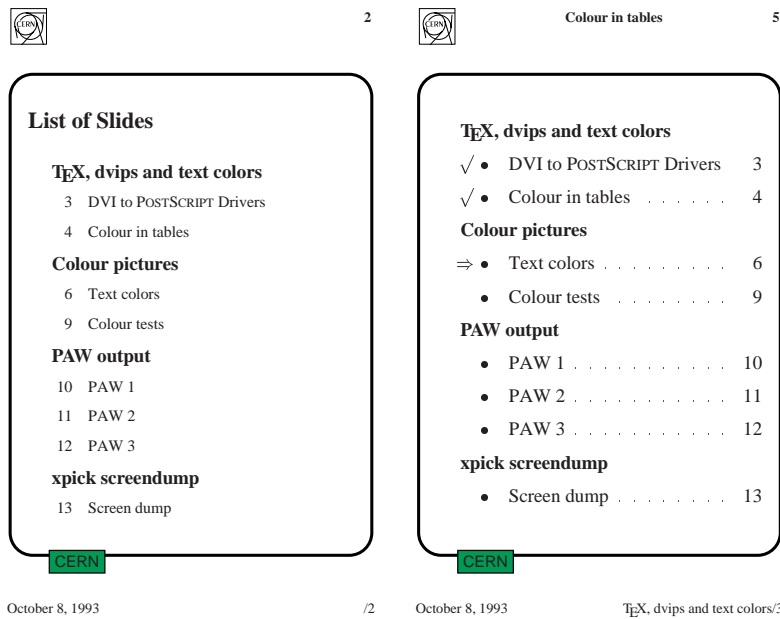 CERN
2
List of Slides
TEX, dvips and text colors
3 DVI to POSTSCRIPT Drivers
4 Colour in tables
Colour pictures
6 Text colors
9 Colour tests
PAW output
10 PAW 1
11 PAW 2
12 PAW 3
xpick screendump
13 Screen dump
CERN
October 8, 1993 /2
CERN
Colour in tables 5
TEX, dvips and text colors
√ • DVI to POSTSCRIPT Drivers 3
√ • Colour in tables . . . . . . 4
Colour pictures
⇒ • Text colors . . . . . . . . . 6
• Colour tests . . . . . . . . 9
PAW output
• PAW 1 . . . . . . . . . . . 10
• PAW 2 . . . . . . . . . . . 11
• PAW 3 . . . . . . . . . . . 12
xpick screendump
• Screen dump . . . . . . . . 13
CERN
October 8, 1993 TEX, dvips and text colors/3